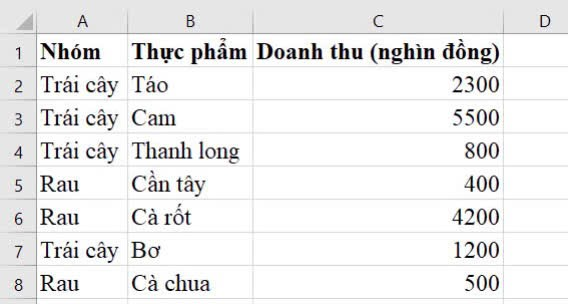 A B C D
1 Nhóm Thực phẩm Doanh thu (nghìn đồng)
2 Trái cây Táo 2300
3 Trái cây Cam 5500
4 Trái cây Thanh long 800
5 Rau Cần tây 400
6 Rau Cà rốt 4200
7 Trái cây Bơ 1200
8 Rau Cà chua 500